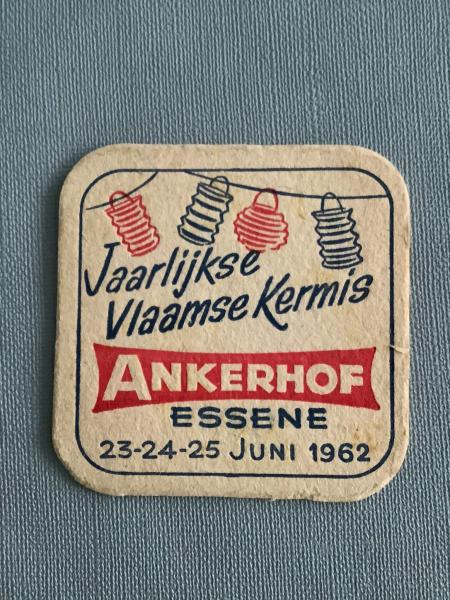 Jaarlijkse
Vlaamse Kermis
ANKERHOF
ESSENE
23-24-25 JUNI 1962